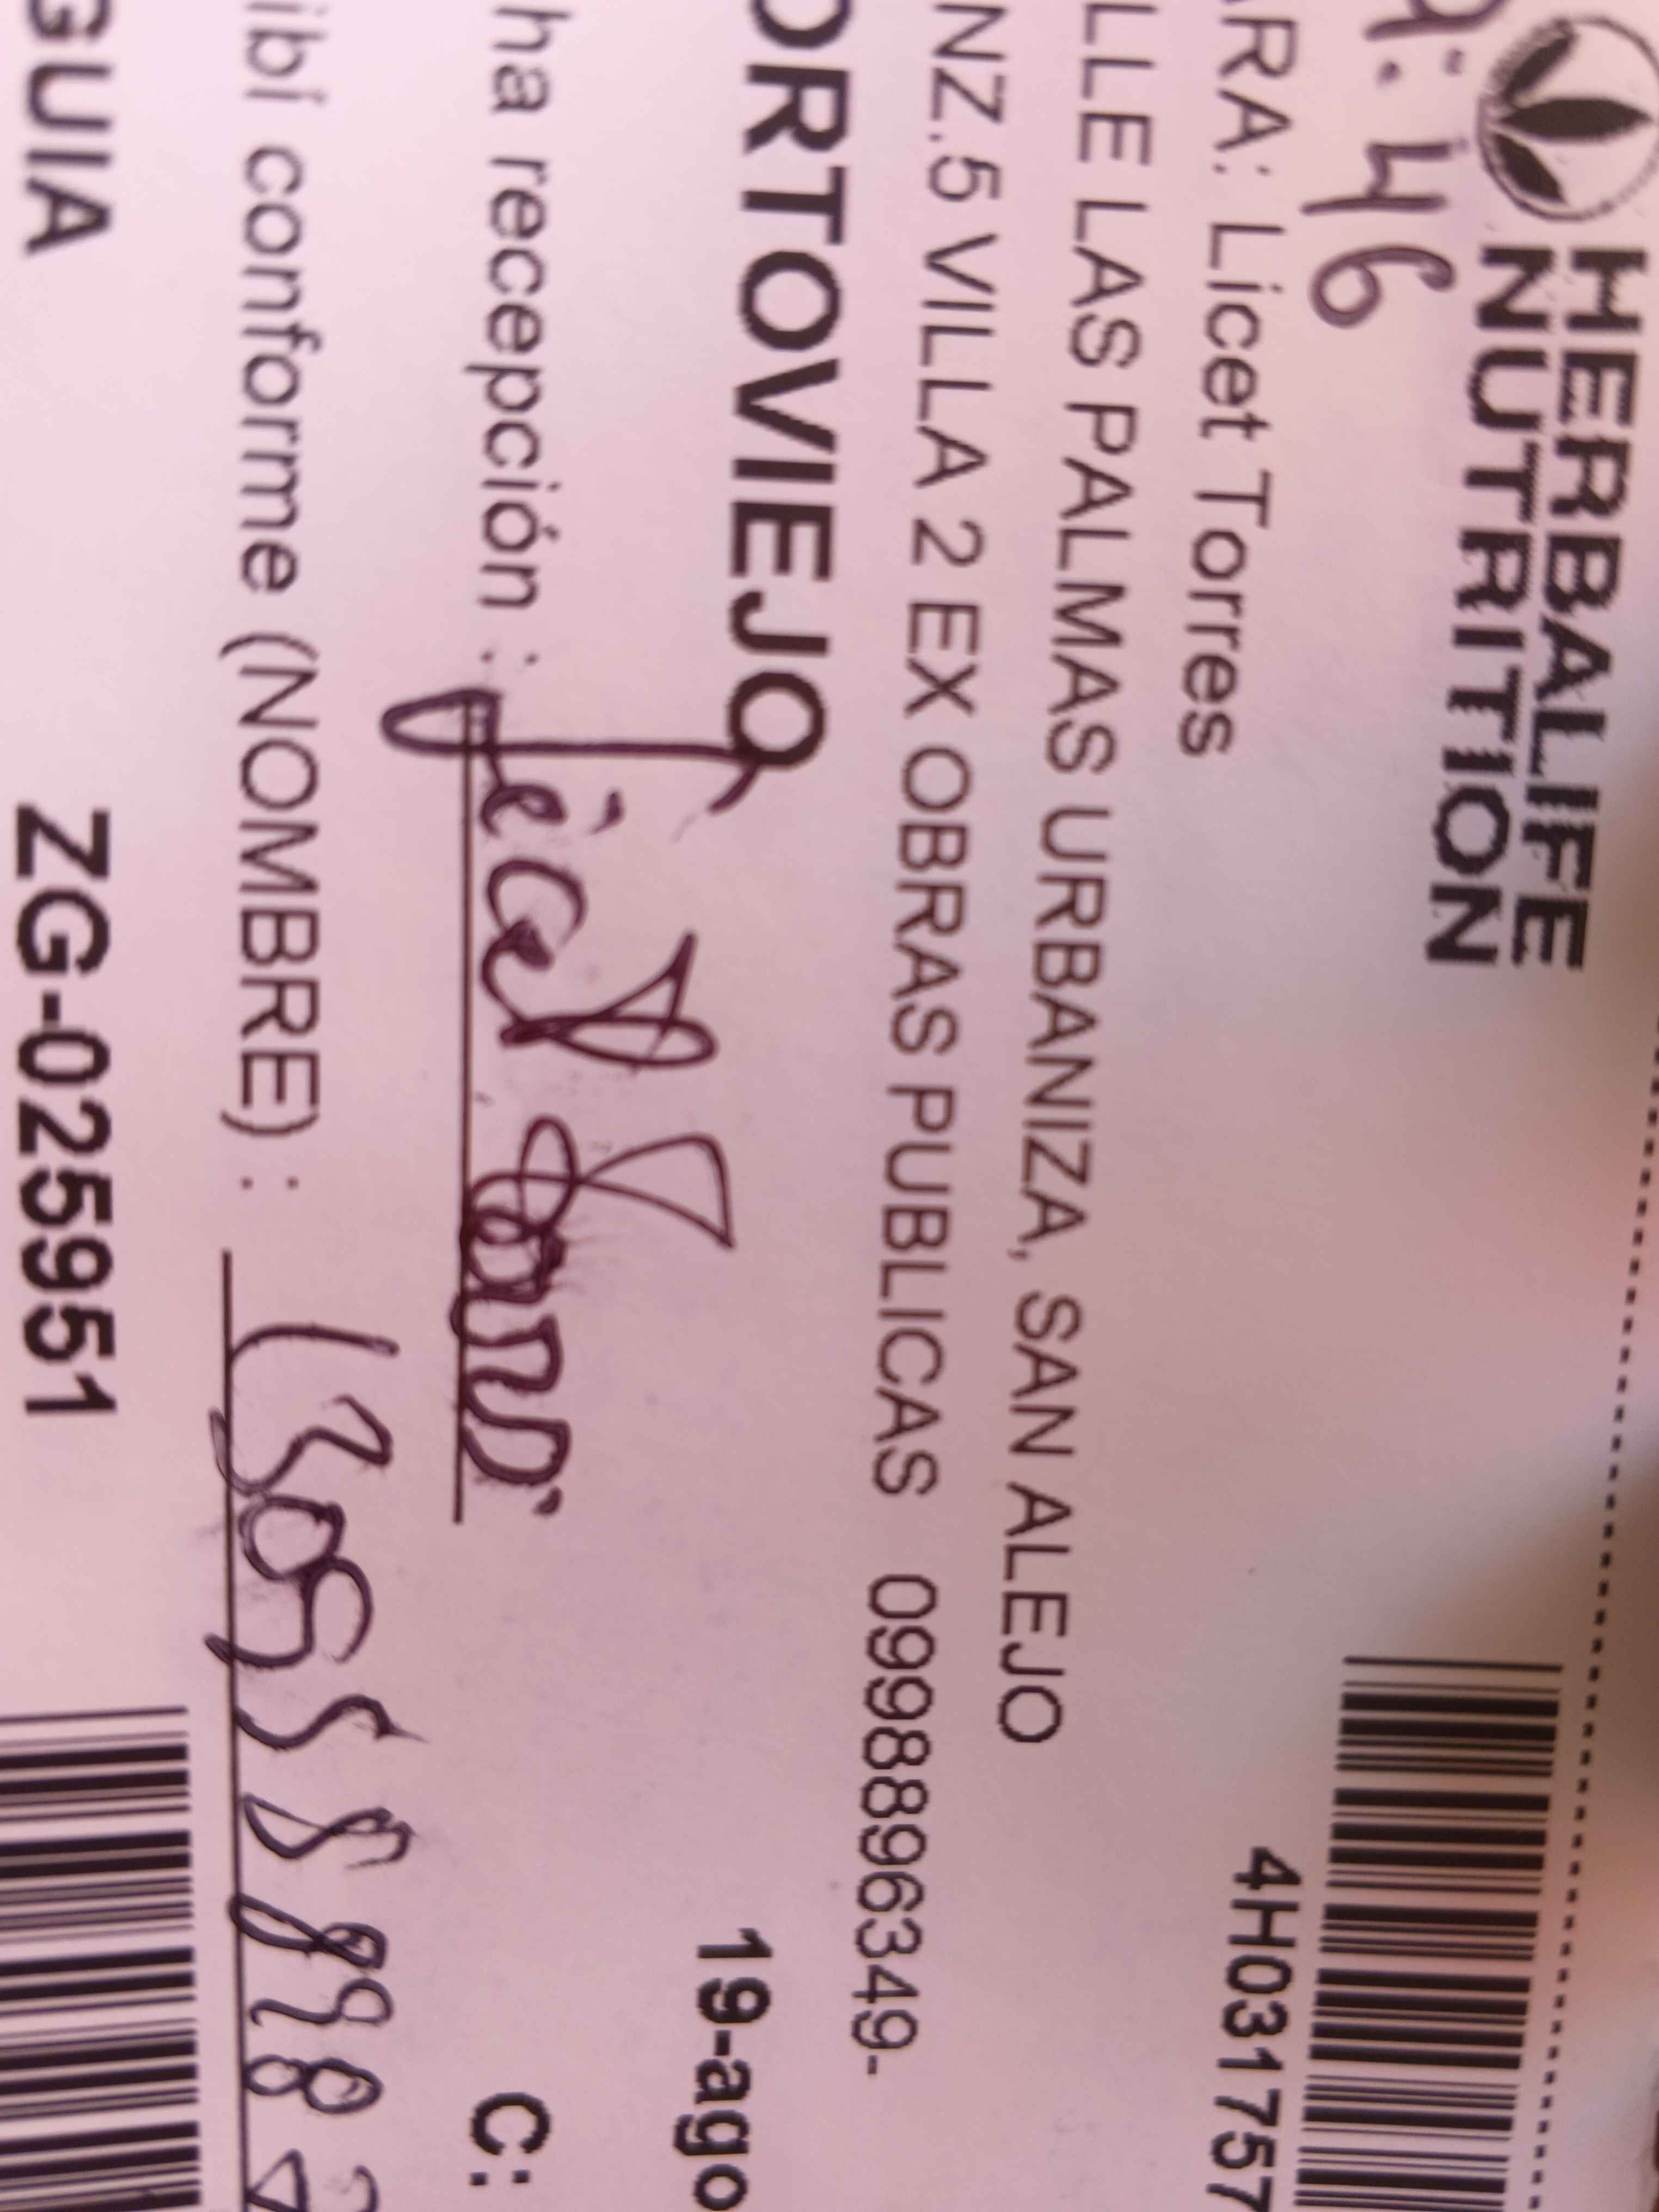 HERBALIFE
NUTRITION
4H031757
: 46
RA: Licet Torres
LLE LAS PALMAS URBANIZA, SAN ALEJO
NZ.5 VILLA 2 EX OBRAS PUBLICAS 0998896349-
ORTOVIEJO
19-ago
ha recepción :
C:
ibí conforme (NOMBRE) :
GUIA
ZG-025951